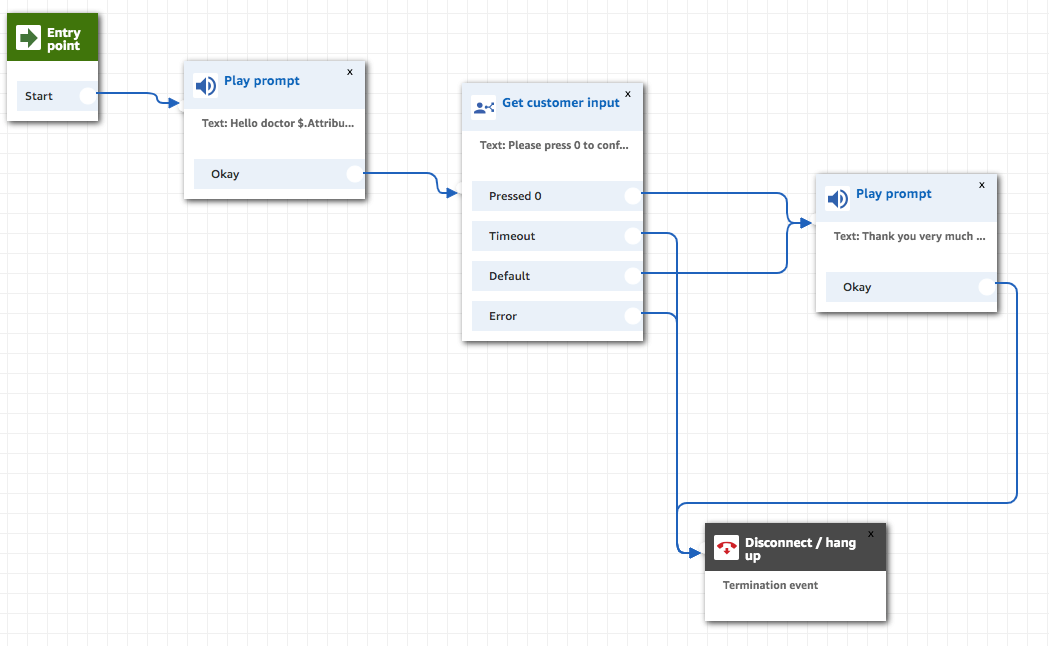 Entry
point
Start
x
Play prompt
Text: Hello doctor $.Attribu...
Okay
x
Get customer input
Text: Please press 0 to conf...
Pressed 0
Timeout
Default
Error
x
Play prompt
Text: Thank you very much ...
Okay
x
Disconnect / hang
up
Termination event